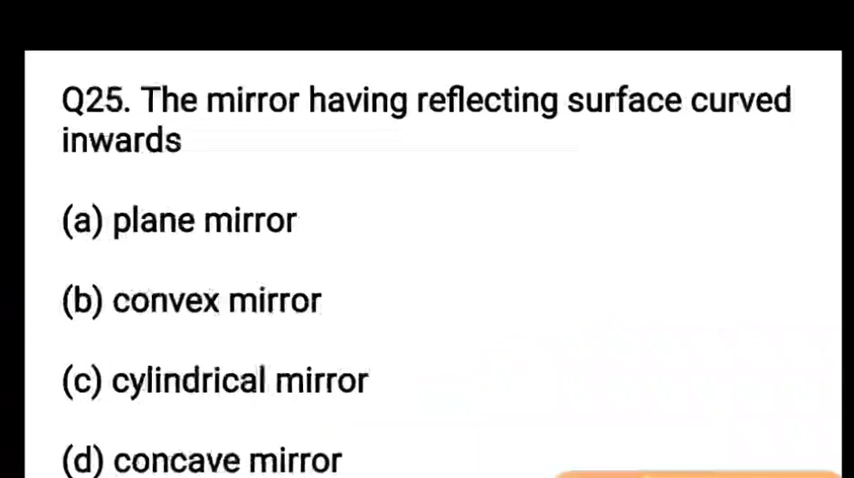 Q25. The mirror having reflecting surface curved
inwards
(a) plane mirror
(b) convex mirror
(c) cylindrical mirror
(d) concave mirror